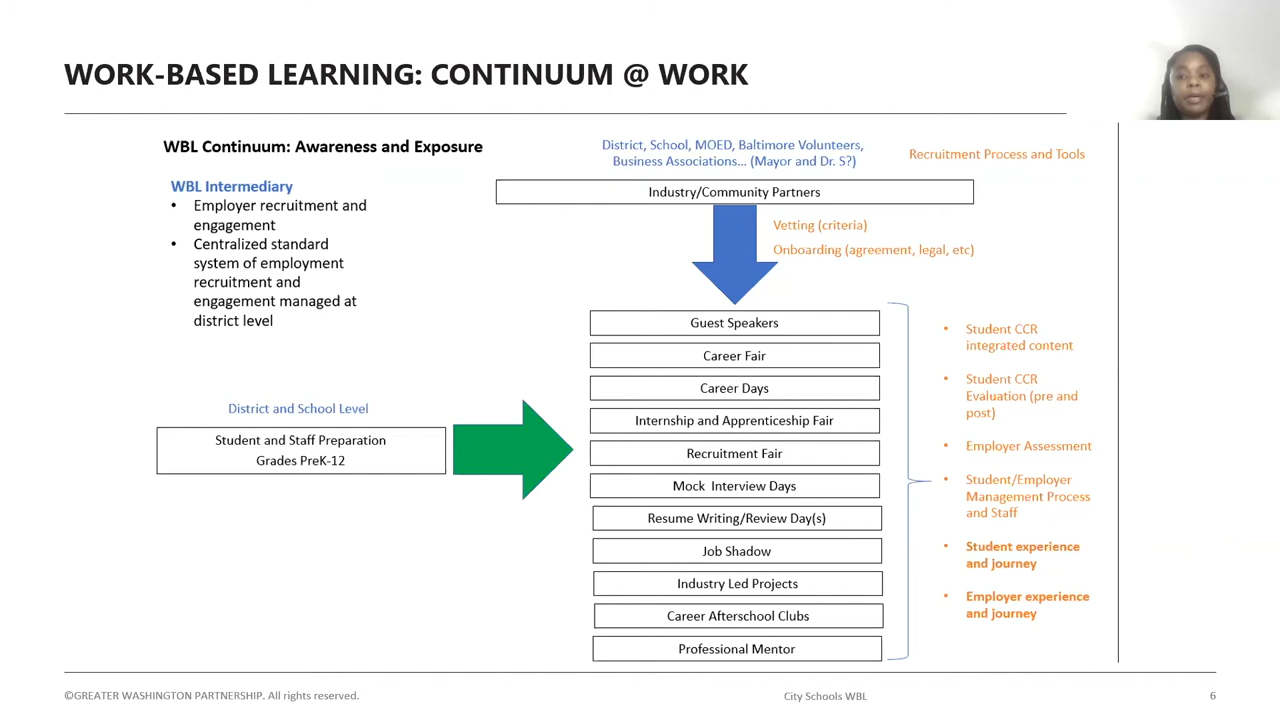 WORK-BASED LEARNING: CONTINUUM @ WORK
WBL Continuum: Awareness and Exposure
WBL Intermediary
• Employer recruitment and
engagement
• Centralized standard
system of employment
recruitment and
engagement managed at
district level
District, School, MOED, Baltimore Volunteers,
Business Associations... (Mayor and Dr. S?)
Recruitment Process and Tools
Industry/Community Partners
Vetting (criteria)
Onboarding (agreement, legal, etc)
District and School Level
Student and Staff Preparation
Grades PreK-12
Guest Speakers
Career Fair
Career Days
Internship and Apprenticeship Fair
Recruitment Fair
Mock Interview Days
Resume Writing/Review Day(s)
Job Shadow
Industry Led Projects
Career Afterschool Clubs
Professional Mentor
• Student CCR
integrated content
• Student CCR
Evaluation (pre and
post)
• Employer Assessment
• Student/Employer
Management Process
and Staff
• Student experience
and journey
• Employer experience
and journey
©GREATER WASHINGTON PARTNERSHIP. All rights reserved.
City Schools WBL
6